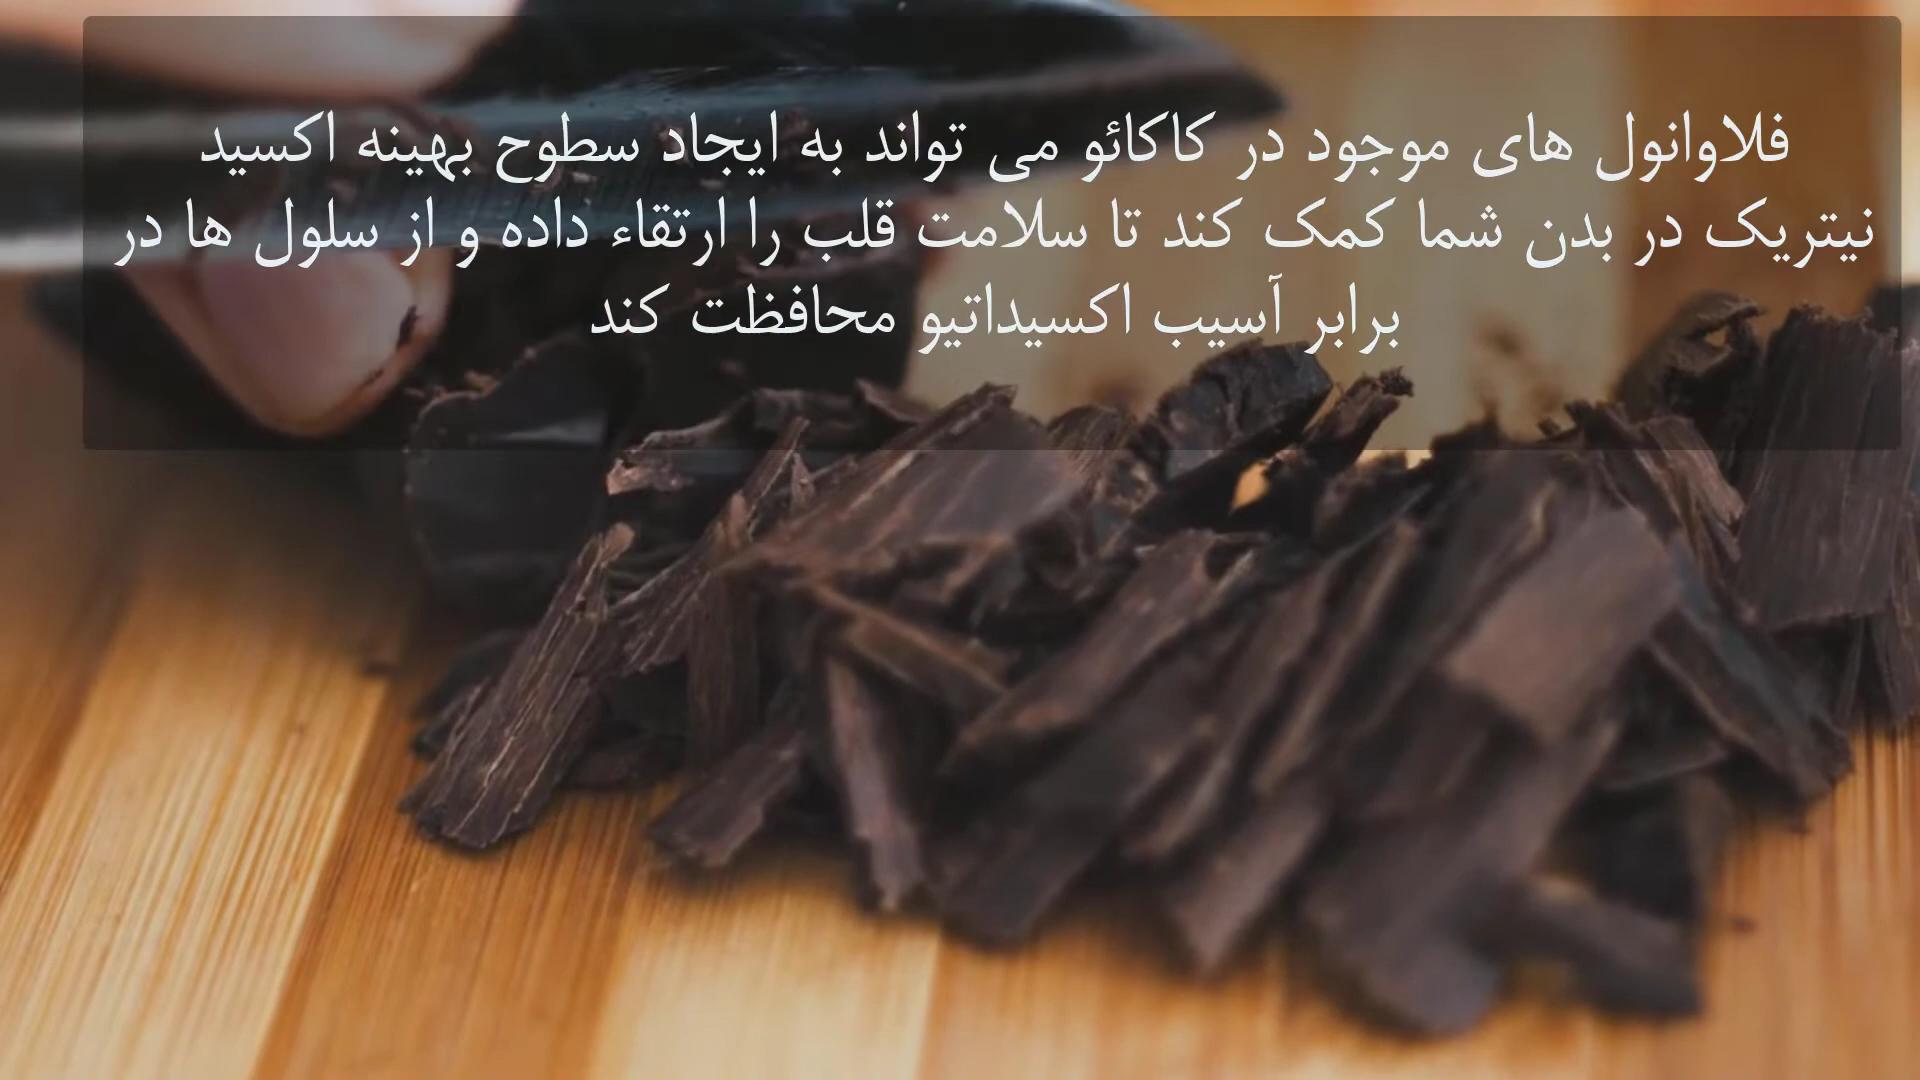 فلاوانول های موجود در کاکائو می تواند به ایجاد سطوح بهینه اکسید
نیتریک در بدن شما کمک کند تا سلامت قلب را ارتقاء داده و از سلول ها در
برابر آسیب اکسیداتیو محافظت کند